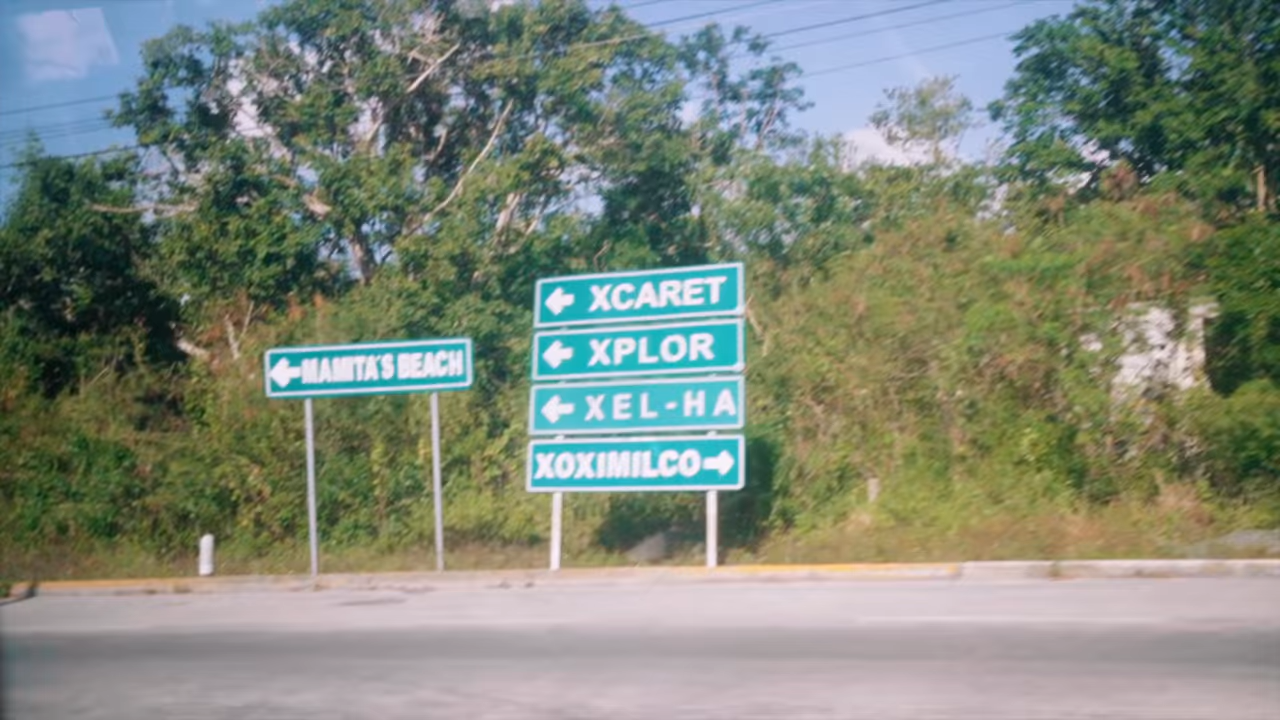 MAMITA'S BEACH
XCARET
XPLOR
XEL-HA
XOXIMILCO